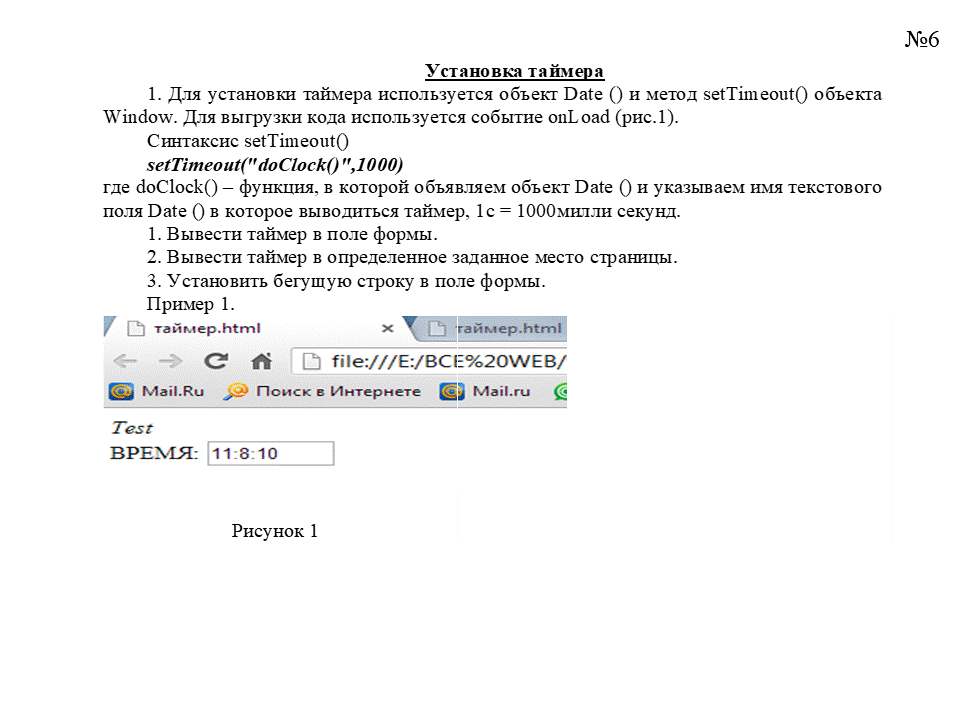 №6
Установка таймера
1. Для установки таймера используется объект Date () и метод setTimeout() объекта
Window. Для выгрузки кода используется событие onLoad (рис.1).
Синтаксис setTimeout()
setTimeout("doClock()",1000)
где doClock() – функция, в которой объявляем объект Date () и указываем имя текстового
поля Date () в которое выводиться таймер, 1с = 1000милли секунд.
1. Вывести таймер в поле формы.
2. Вывести таймер в определенное заданное место страницы.
3. Установить бегущую строку в поле формы.
Пример 1.
таймер.html × таймер.html
file:///E:/ВСЕ%20WEB/
Mail.Ru Поиск в Интернете Mail.ru
Test
ВРЕМЯ: 11:8:10
Рисунок 1